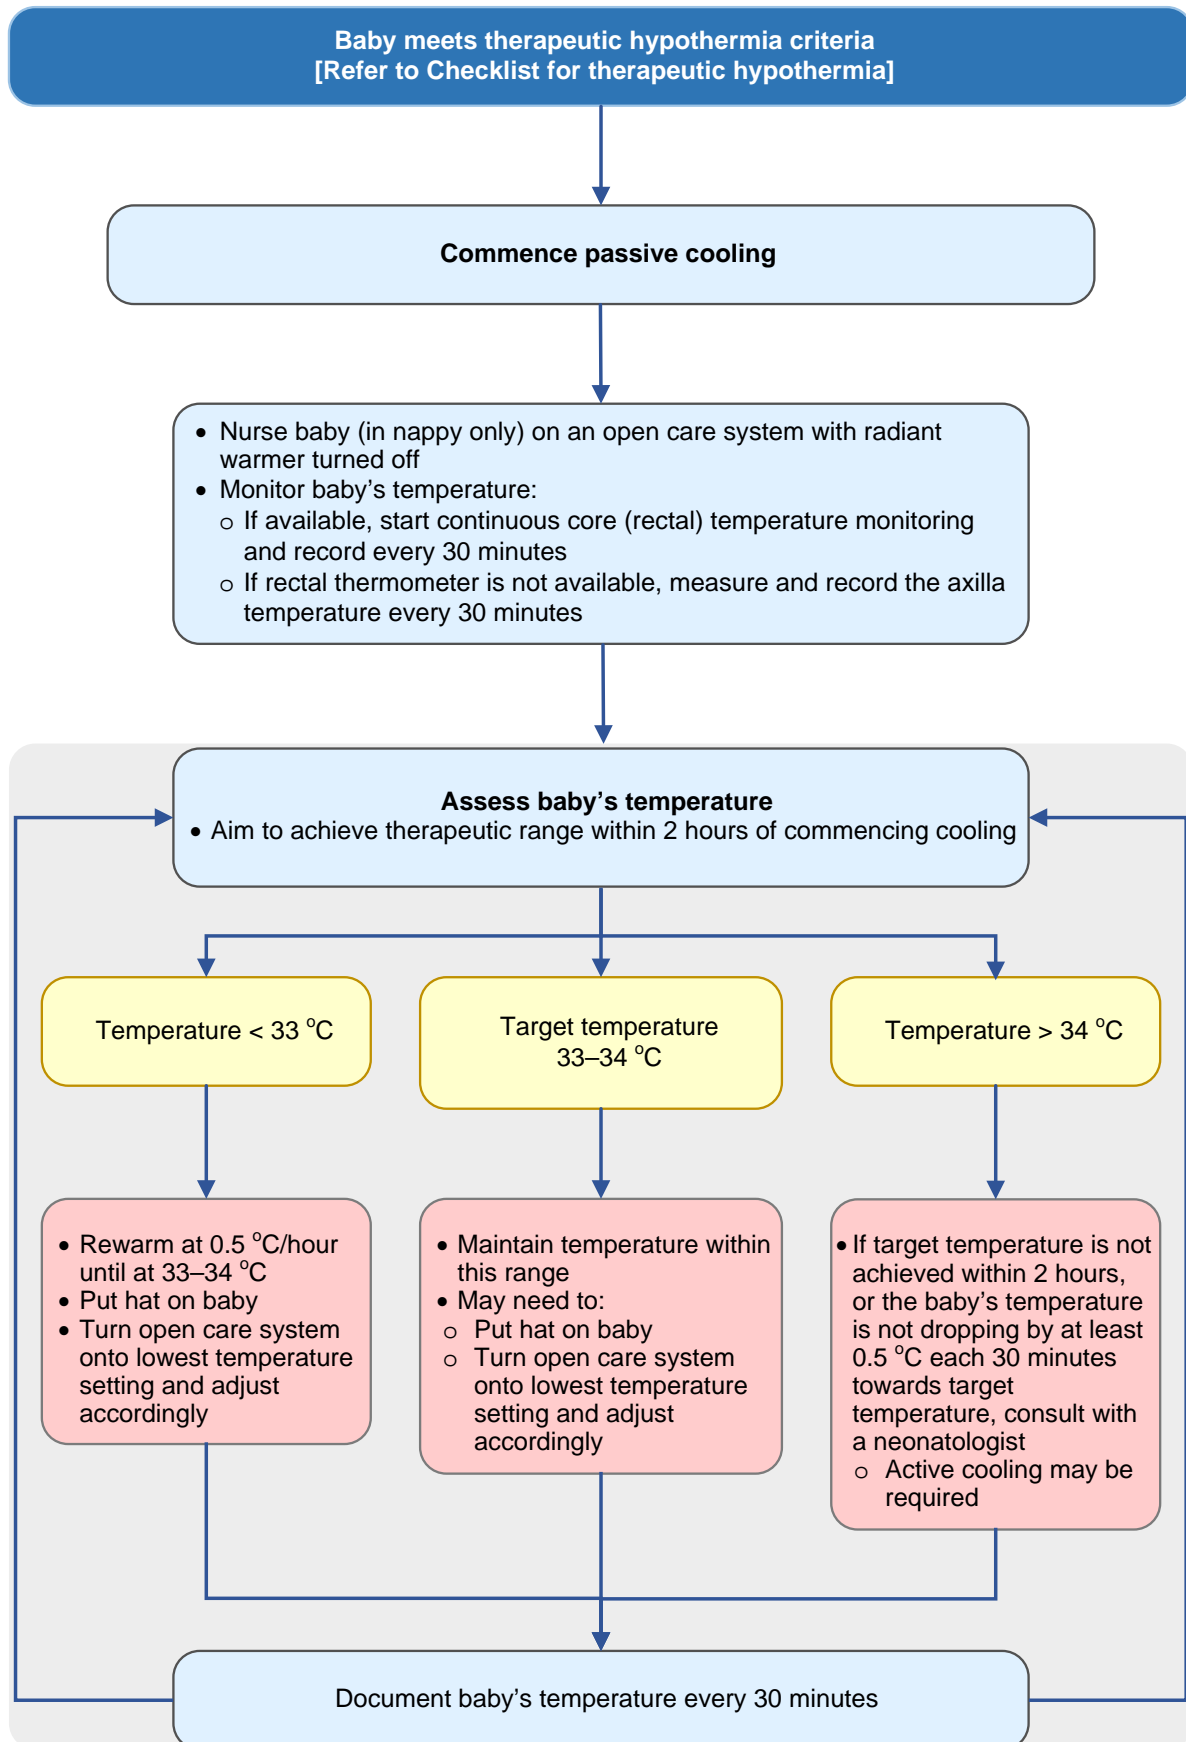 Baby meets therapeutic hypothermia criteria
[Refer to Checklist for therapeutic hypothermia]
Commence passive cooling
• Nurse baby (in nappy only) on an open care system with radiant
warmer turned off
• Monitor baby’s temperature:
o If available, start continuous core (rectal) temperature monitoring
and record every 30 minutes
o If rectal thermometer is not available, measure and record the axilla
temperature every 30 minutes
Assess baby’s temperature
• Aim to achieve therapeutic range within 2 hours of commencing cooling
Temperature < 33 °C
Target temperature
33–34 °C
Temperature > 34 °C
• Rewarm at 0.5 °C/hour
until at 33–34 °C
• Put hat on baby
• Turn open care system
onto lowest temperature
setting and adjust
accordingly
• Maintain temperature within
this range
• May need to:
o Put hat on baby
o Turn open care system
onto lowest temperature
setting and adjust
accordingly
• If target temperature is not
achieved within 2 hours,
or the baby’s temperature
is not dropping by at least
0.5 °C each 30 minutes
towards target
temperature, consult with
a neonatologist
o Active cooling may be
required
Document baby’s temperature every 30 minutes